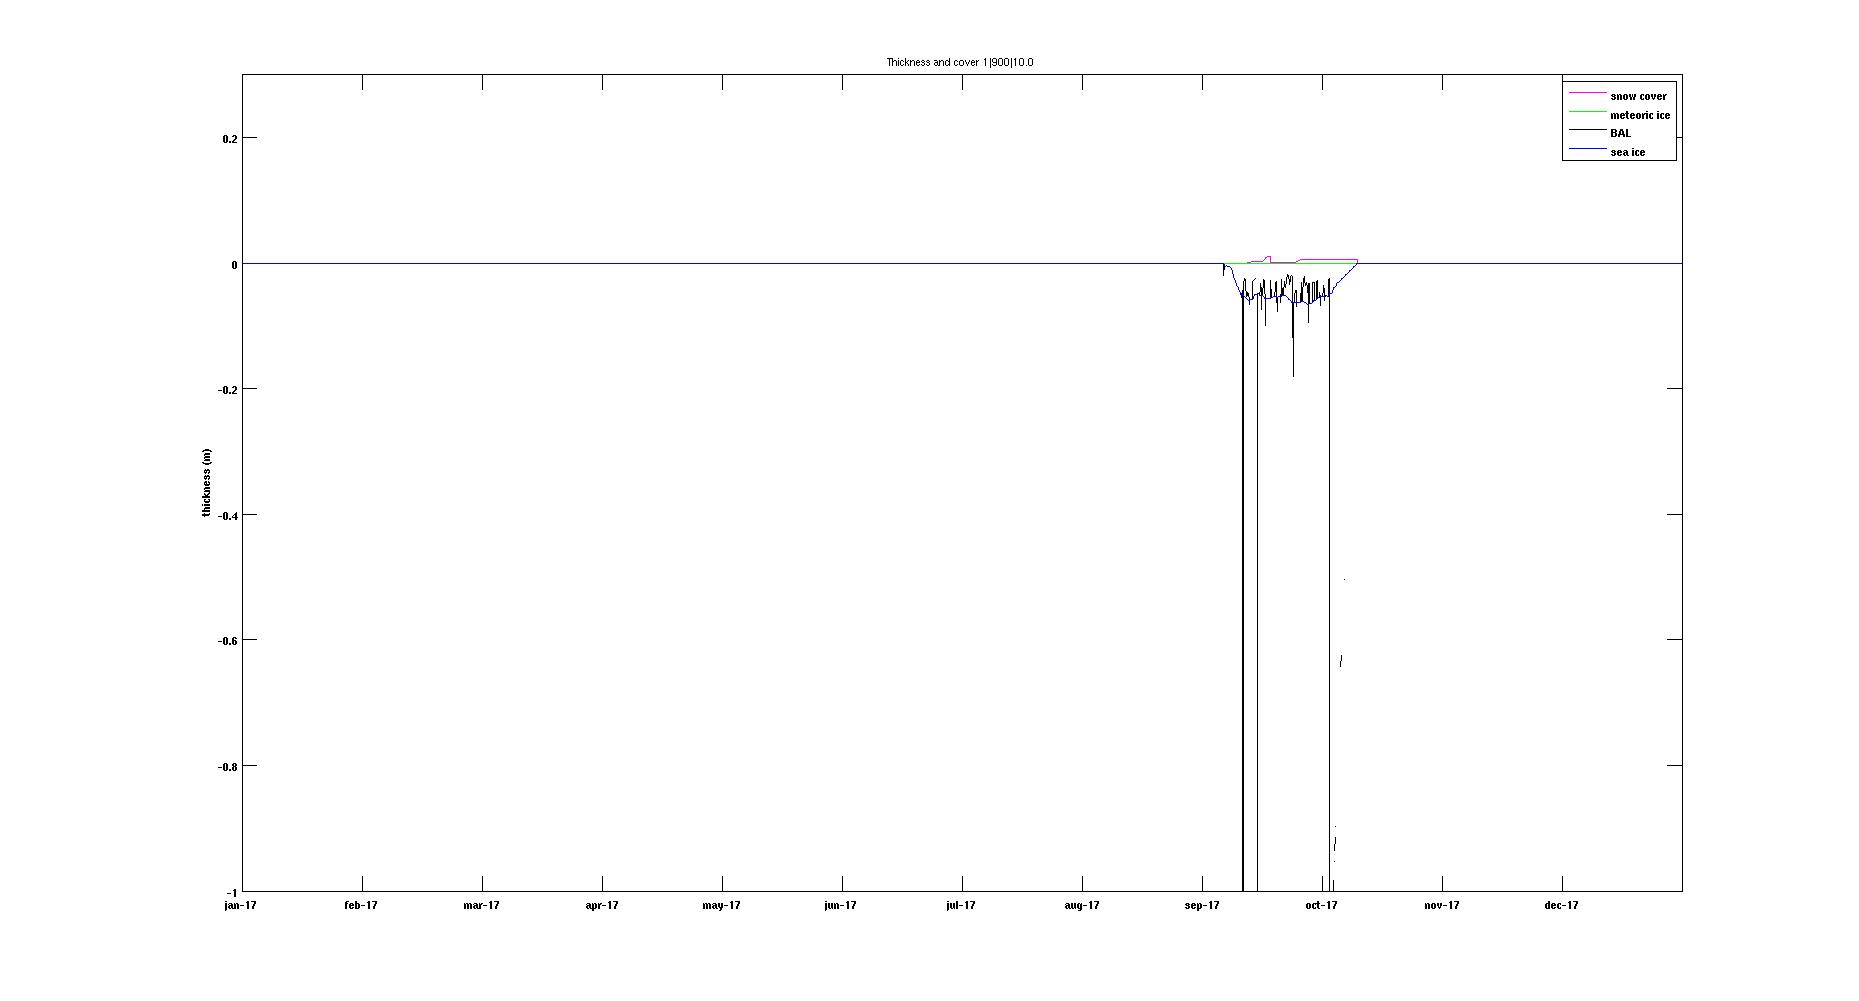 Thickness and cover 1|900|10.0
snow cover
meteoric ice
BAL
sea ice
thickness (m)
0.2
0
-0.2
-0.4
-0.6
-0.8
-1
jan-17 feb-17 mar-17 apr-17 may-17 jun-17 jul-17 aug-17 sep-17 oct-17 nov-17 dec-17